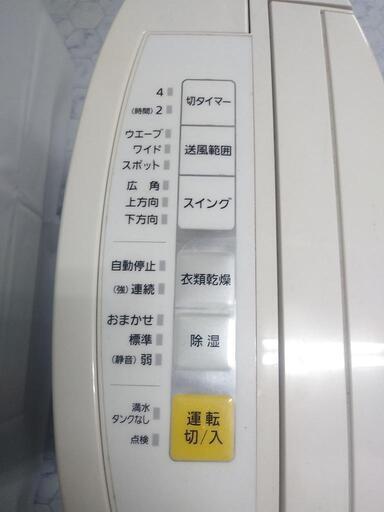 4
(時間) 2
切タイマー
ウエーブ
ワイド
スポット
送風範囲
広 角
上方向
下方向
スイング
自動停止
(強) 連続
衣類乾燥
おまかせ
標準
(静音) 弱
除 湿
満水
タンクなし
点検
運転
切/入